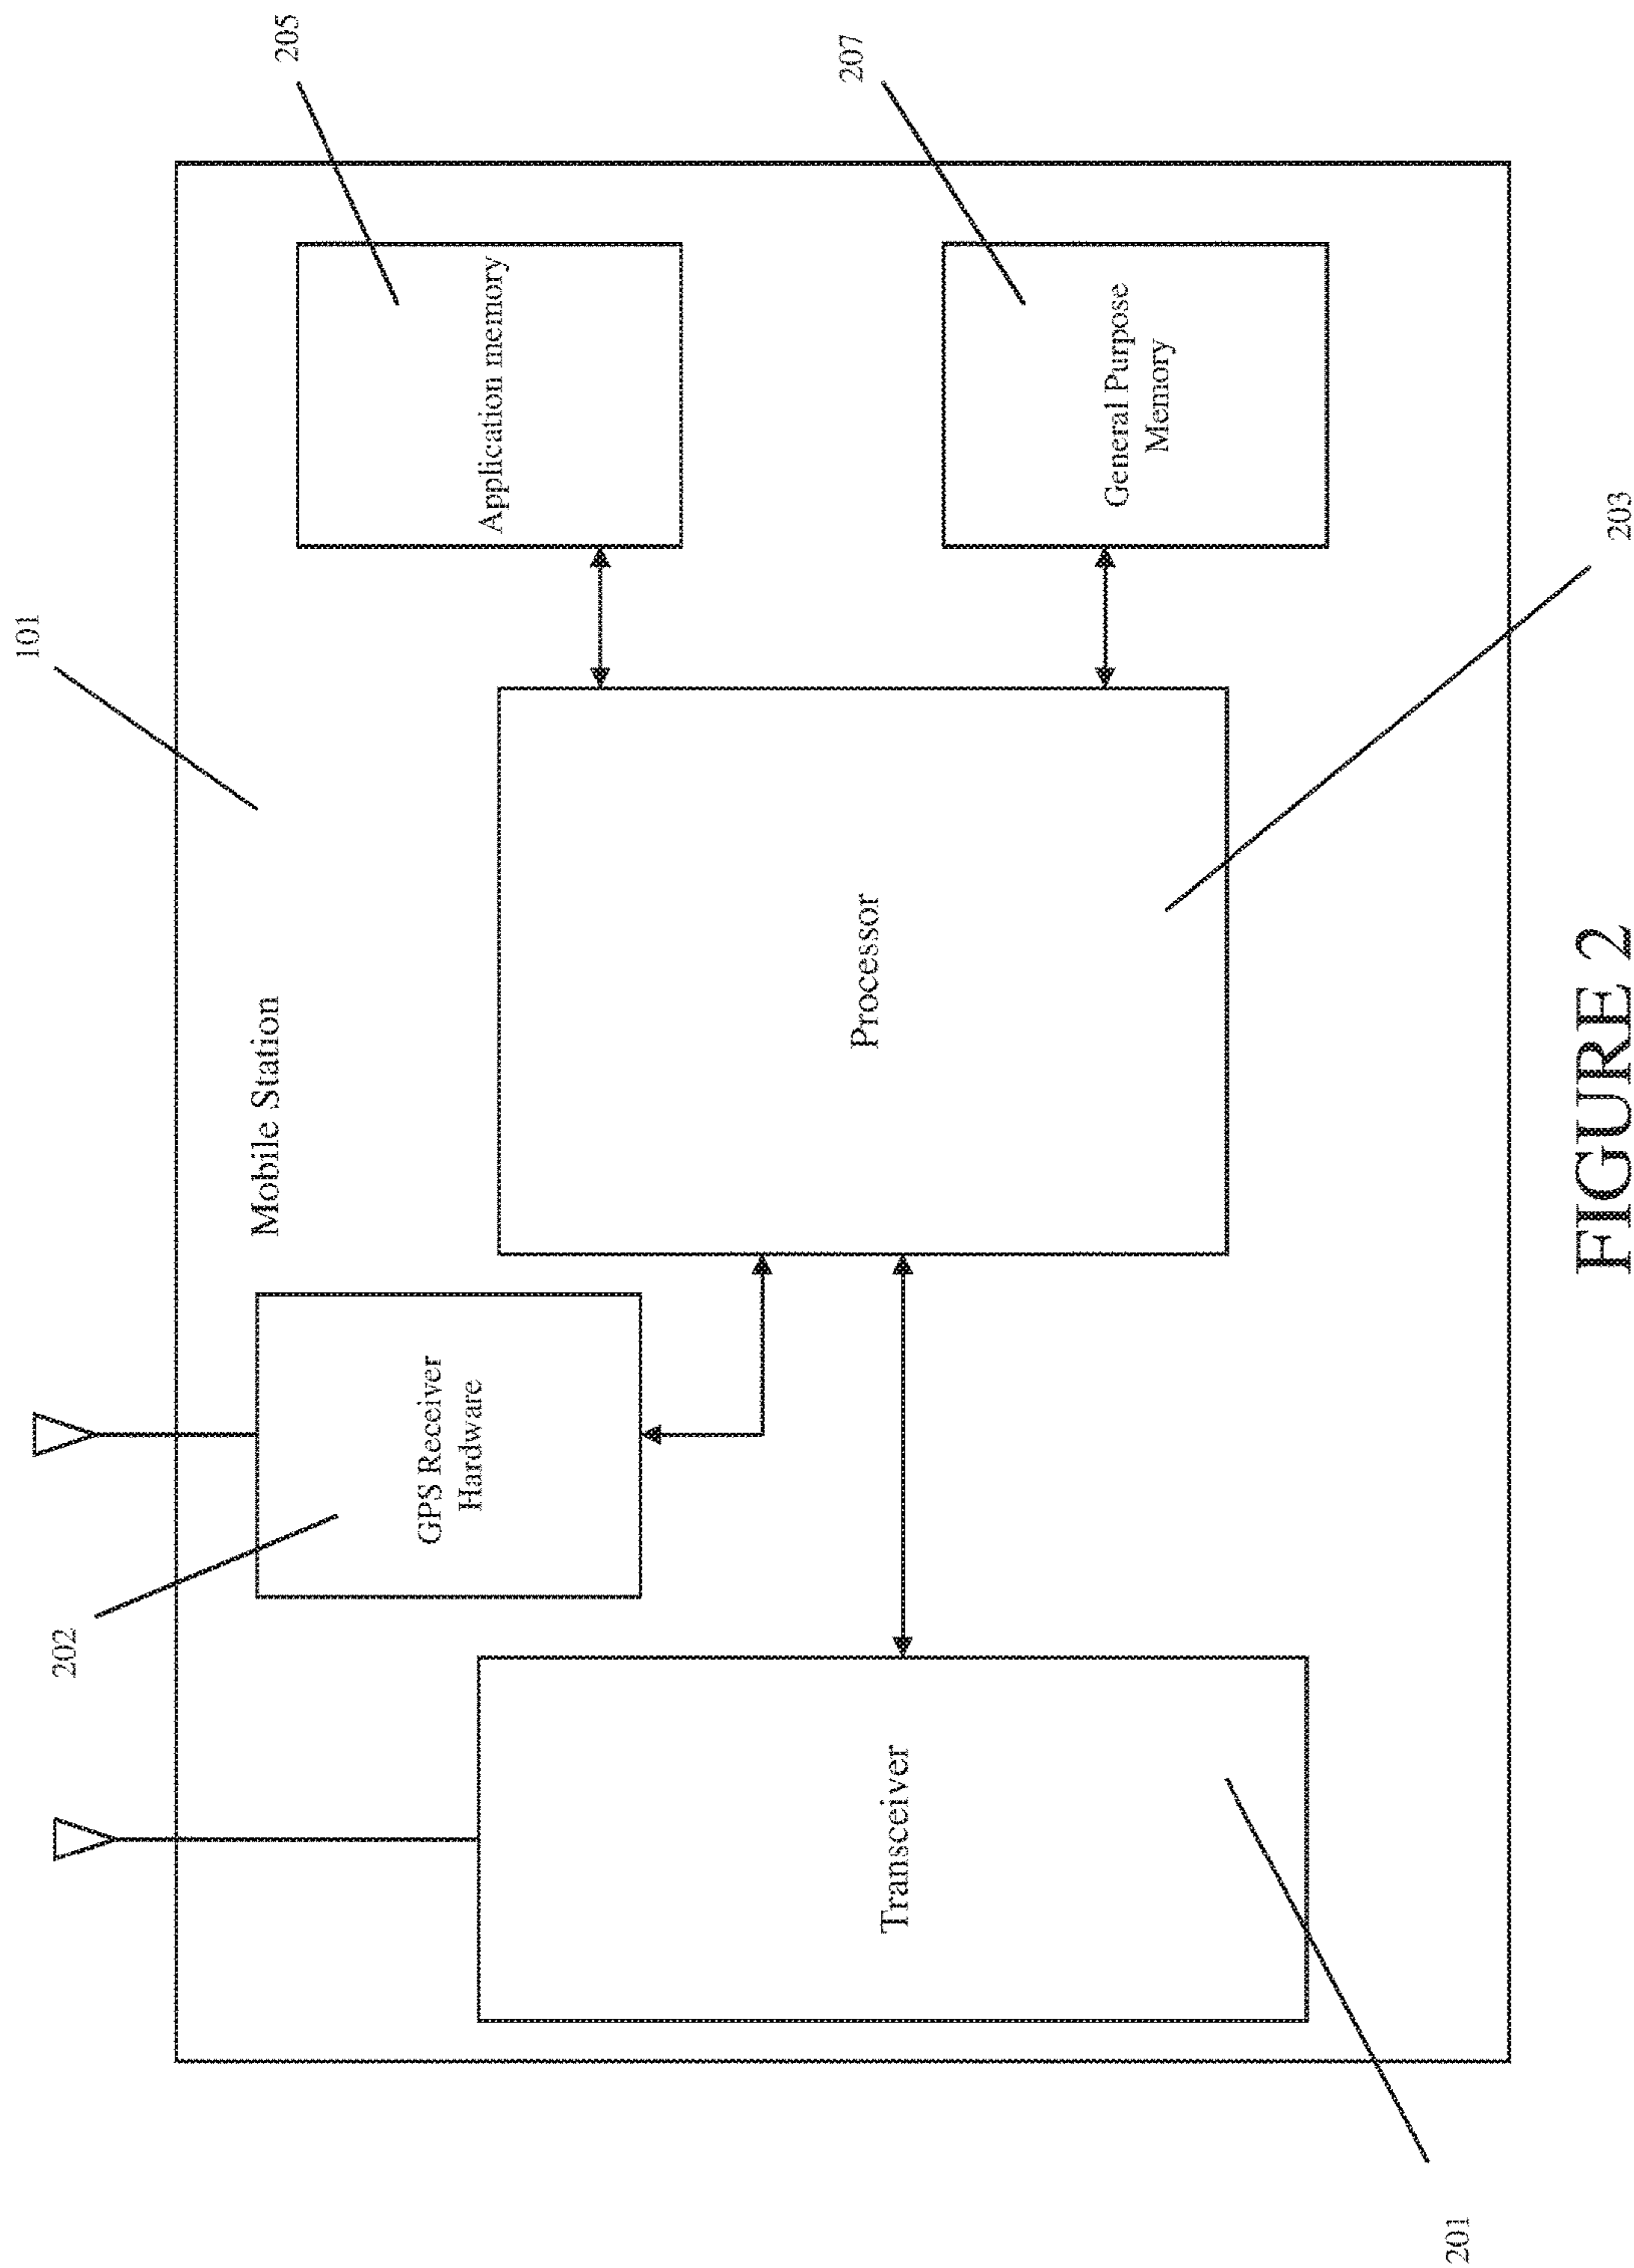 101
205
202
Mobile Station
GPS Receiver
Hardware
Application memory
207
Transceiver
Processor
General Purpose
Memory
201
203
FIGURE 2